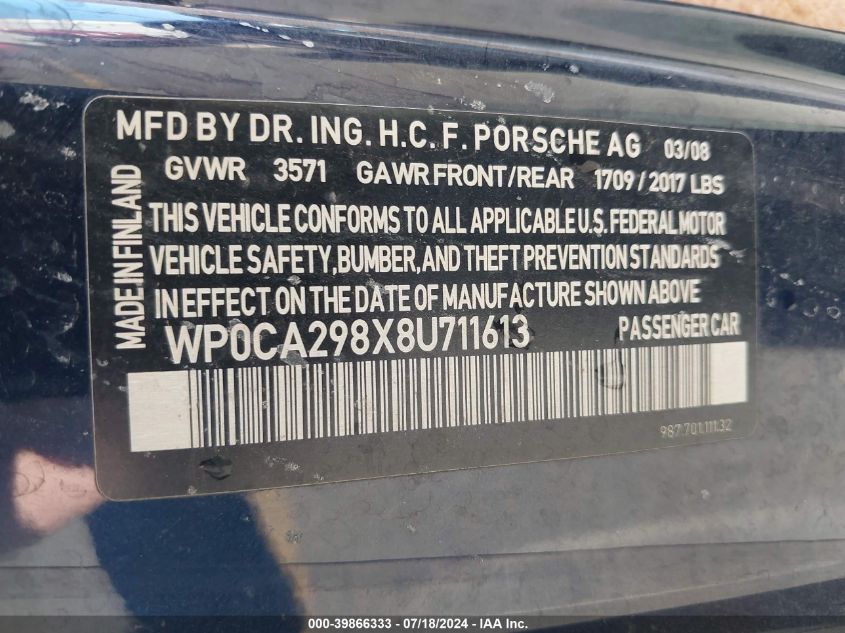 MFD BY DR. ING. H.C. F. PORSCHE AG 03/08
GVWR 3571 GAWR FRONT/REAR 1709 / 2017 LBS
MADE IN FINLAND
THIS VEHICLE CONFORMS TO ALL APPLICABLE U.S. FEDERAL MOTOR
VEHICLE SAFETY, BUMBER, AND THEFT PREVENTION STANDARDS
IN EFFECT ON THE DATE OF MANUFACTURE SHOWN ABOVE
WP0CA298X8U711613 PASSENGER CAR
987.701.111.32
000-39866333 - 07/18/2024 - IAA Inc.